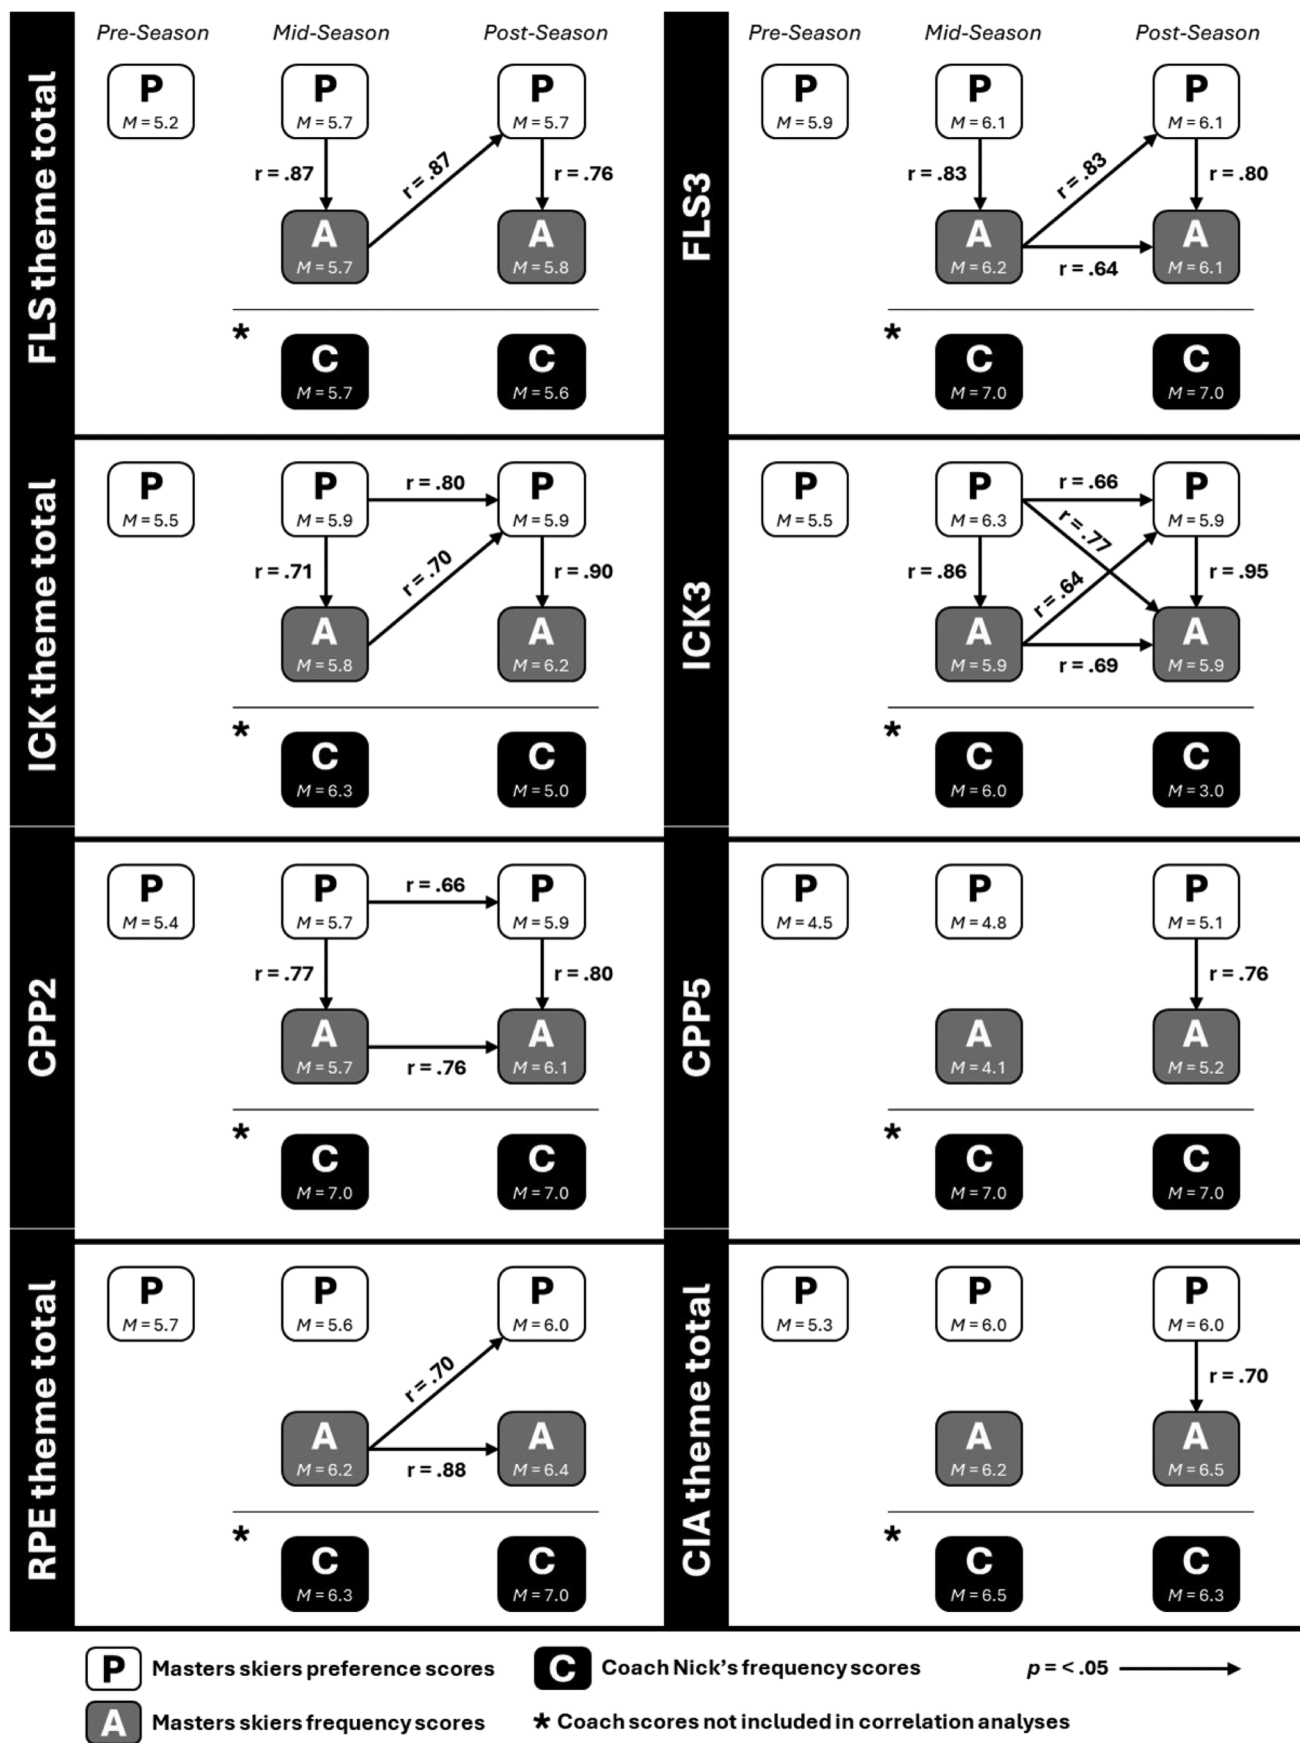 Pre-Season Mid-Season Post-Season Pre-Season Mid-Season Post-Season
FLS theme total
P P P
M = 5.2 M = 5.7 M = 5.7
r = .87 r = .87 r = .76
A A
M = 5.7 M = 5.8
*
C C
M = 5.7 M = 5.6
FLS3
P P P
M = 5.9 M = 6.1 M = 6.1
r = .83 r = .83 r = .80
A A
M = 6.2 M = 6.1
r = .64
*
C C
M = 7.0 M = 7.0
ICK theme total
P P P
r = .80
M = 5.5 M = 5.9 M = 5.9
r = .71 r = .70 r = .90
A A
M = 5.8 M = 6.2
*
C C
M = 6.3 M = 5.0
ICK3
P P P
r = .66
M = 5.5 M = 6.3 M = 5.9
r = .77
r = .86 r = .64 r = .95
A A
M = 5.9 M = 5.9
r = .69
*
C C
M = 6.0 M = 3.0
CPP2
P P P
r = .66
M = 5.4 M = 5.7 M = 5.9
r = .77 r = .80
A A
M = 5.7 M = 6.1
r = .76
*
C C
M = 7.0 M = 7.0
CPP5
P P P
M = 4.5 M = 4.8 M = 5.1
r = .76
A A
M = 4.1 M = 5.2
*
C C
M = 7.0 M = 7.0
RPE theme total
P P P
M = 5.7 M = 5.6 M = 6.0
r = .70
A A
M = 6.2 M = 6.4
r = .88
*
C C
M = 6.3 M = 7.0
CIA theme total
P P P
M = 5.3 M = 6.0 M = 6.0
r = .70
A A
M = 6.2 M = 6.5
*
C C
M = 6.5 M = 6.3
P Masters skiers preference scores C Coach Nick's frequency scores p = < .05
A Masters skiers frequency scores * Coach scores not included in correlation analyses